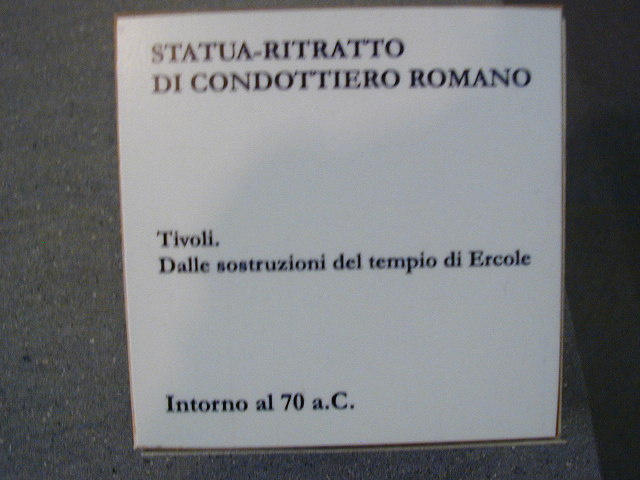 STATUA-RITRATTO
DI CONDOTTIERO ROMANO
Tivoli.
Dalle sostruzioni del tempio di Ercole
Intorno al 70 a.C.